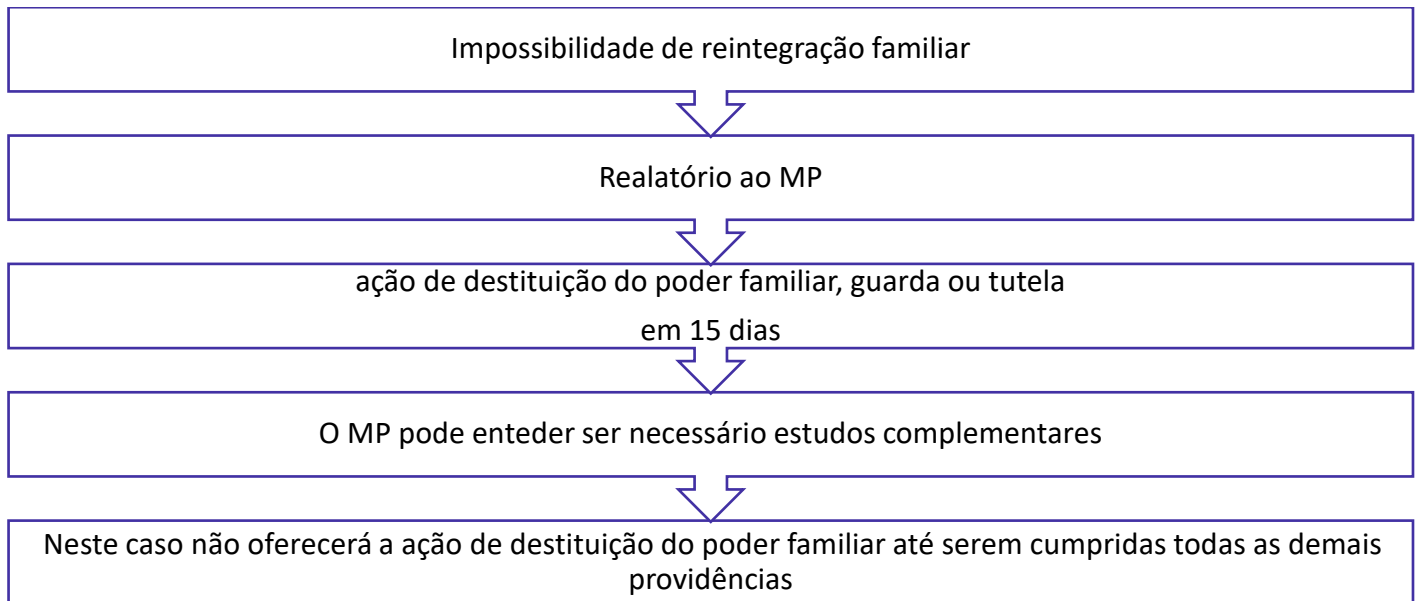 Impossibilidade de reintegração familiar
Realatório ao MP
ação de destituição do poder familiar, guarda ou tutela
em 15 dias
O MP pode enteder ser necessário estudos complementares
Neste caso não oferecerá a ação de destituição do poder familiar até serem cumpridas todas as demais
providências